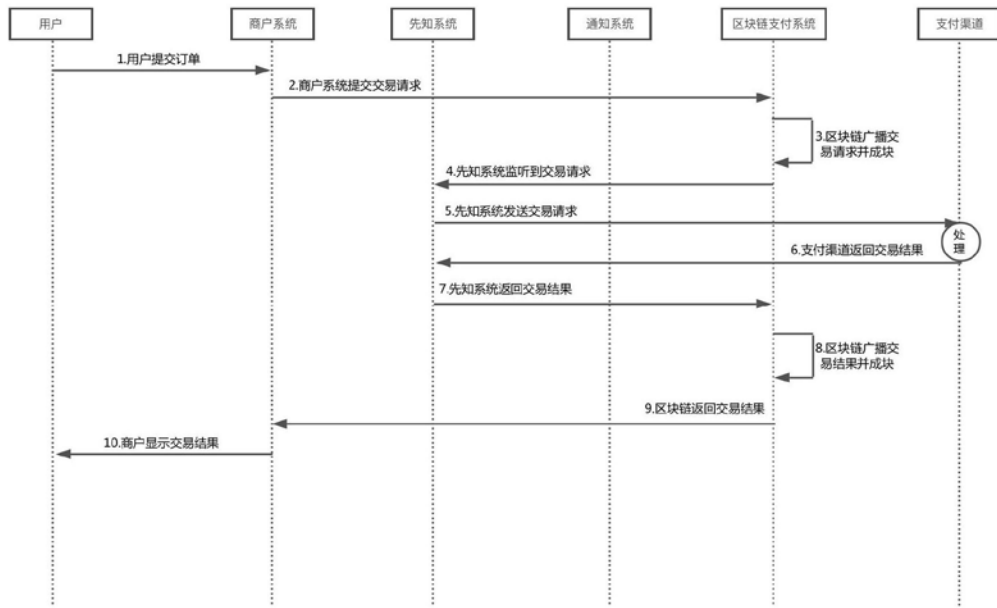 用户
商户系统
先知系统
通知系统
区块链支付系统
支付渠道
1.用户提交订单
2.商户系统提交交易请求
3.区块链广播交
易请求并成块
4.先知系统监听到交易请求
5.先知系统发送交易请求
处
理
6.支付渠道返回交易结果
7.先知系统返回交易结果
8.区块链广播交
易结果并成块
9.区块链返回交易结果
10.商户显示交易结果